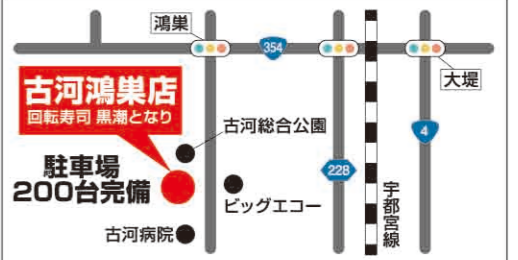 鴻巣
354
大堤
古河鴻巣店
回転寿司 黒潮となり
古河総合公園
4
駐車場
200台完備
228
ビッグエコー
宇都宮線
古河病院